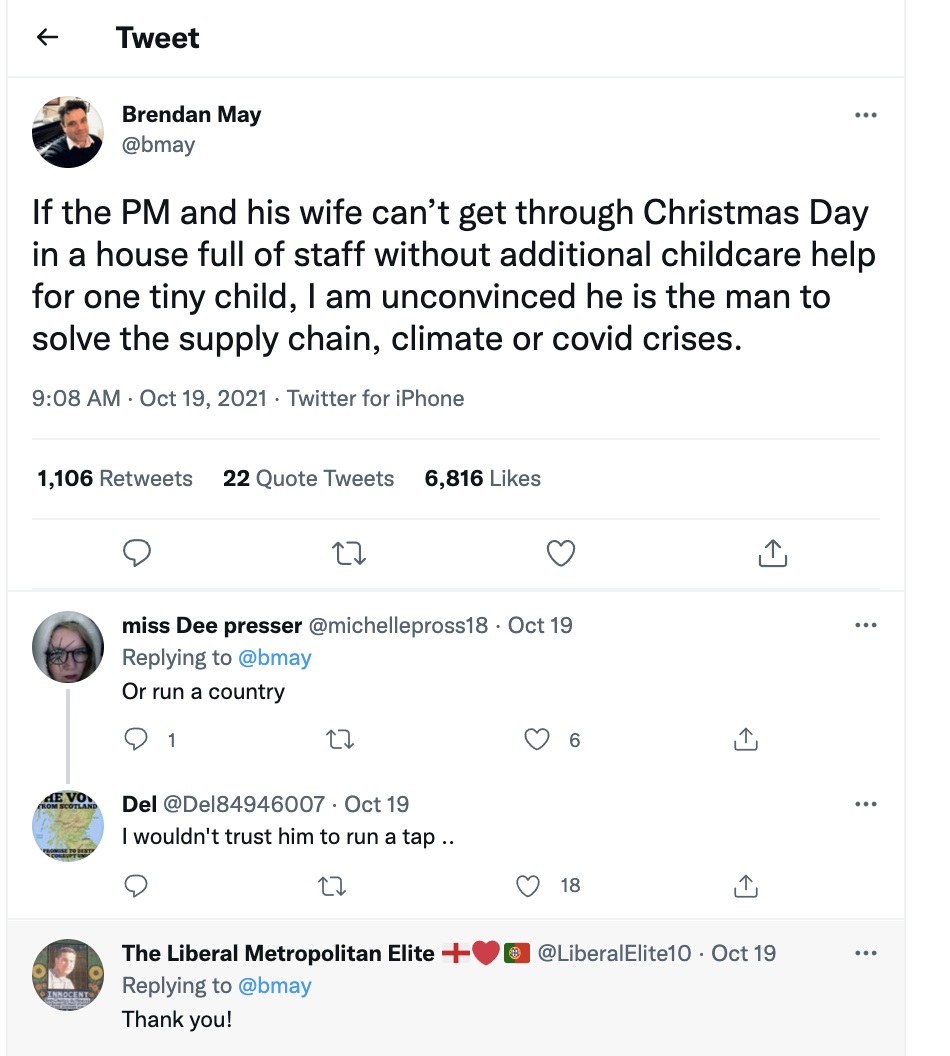 Tweet
Brendan May
@bmay
If the PM and his wife can’t get through Christmas Day
in a house full of staff without additional childcare help
for one tiny child, I am unconvinced he is the man to
solve the supply chain, climate or covid crises.
9:08 AM · Oct 19, 2021 · Twitter for iPhone
1,106 Retweets 22 Quote Tweets 6,816 Likes
miss Dee presser @michellepross18 · Oct 19
Replying to @bmay
Or run a country
1 6
HE VOW
FROM SCOTLAND
Del @Del84946007 · Oct 19
I wouldn't trust him to run a tap ..
18
The Liberal Metropolitan Elite @LiberalElite10 · Oct 19
Replying to @bmay
INNOCENT
Thank you!